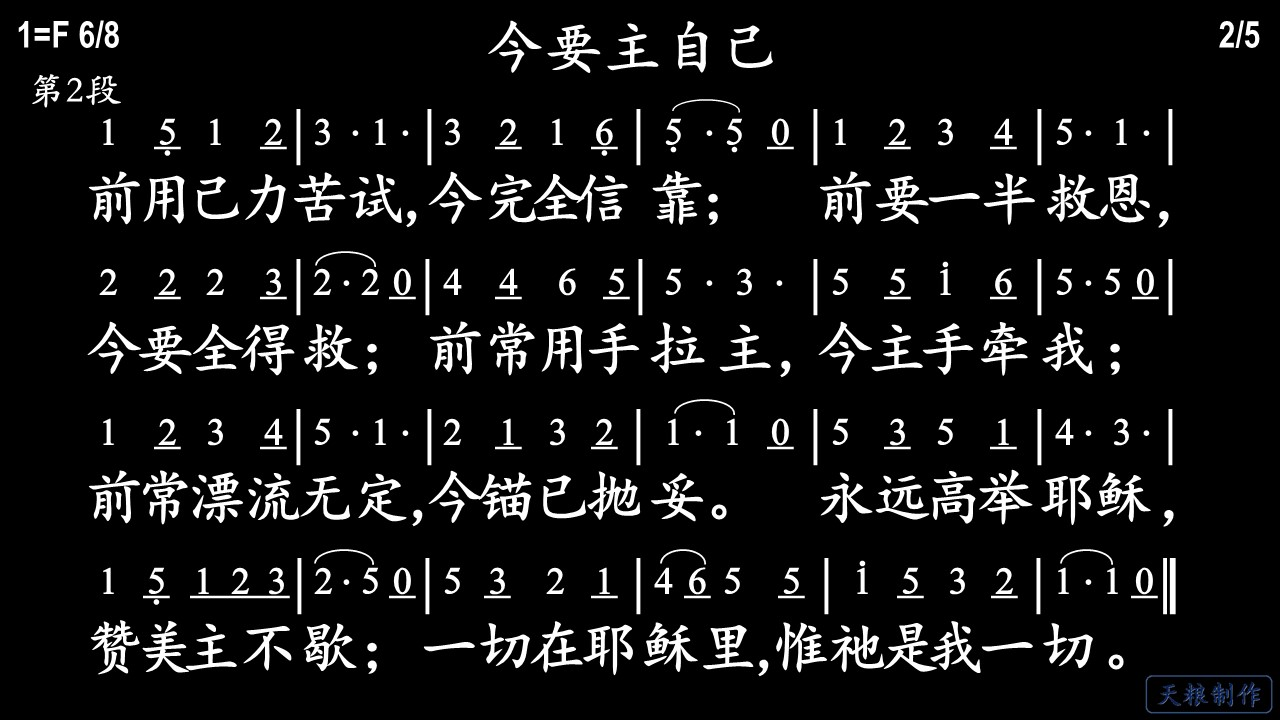 1=F 6/8
今要主自己
2/5
第2段
1 5 1 2|3·1·|3 2 1 6|5·5 0|1 2 3 4|5·1·|
前用己力苦试,今完全信靠; 前要一半救恩,
2 2 2 3|2·2 0|4 4 6 5|5·3·|5 5 i 6|5·5 0|
今要全得救; 前常用手拉主,今主手牵我;
1 2 3 4|5·1·|2 1 3 2|1·1 0|5 3 5 1|4·3·|
前常漂流无定,今锚已抛妥。 永远高举耶稣,
1 5 1 2 3|2·5 0|5 3 2 1|4 6 5 5|i 5 3 2|1·1 0‖
赞美主不歇; 一切在耶稣里,惟祂是我一切。
天粮制作